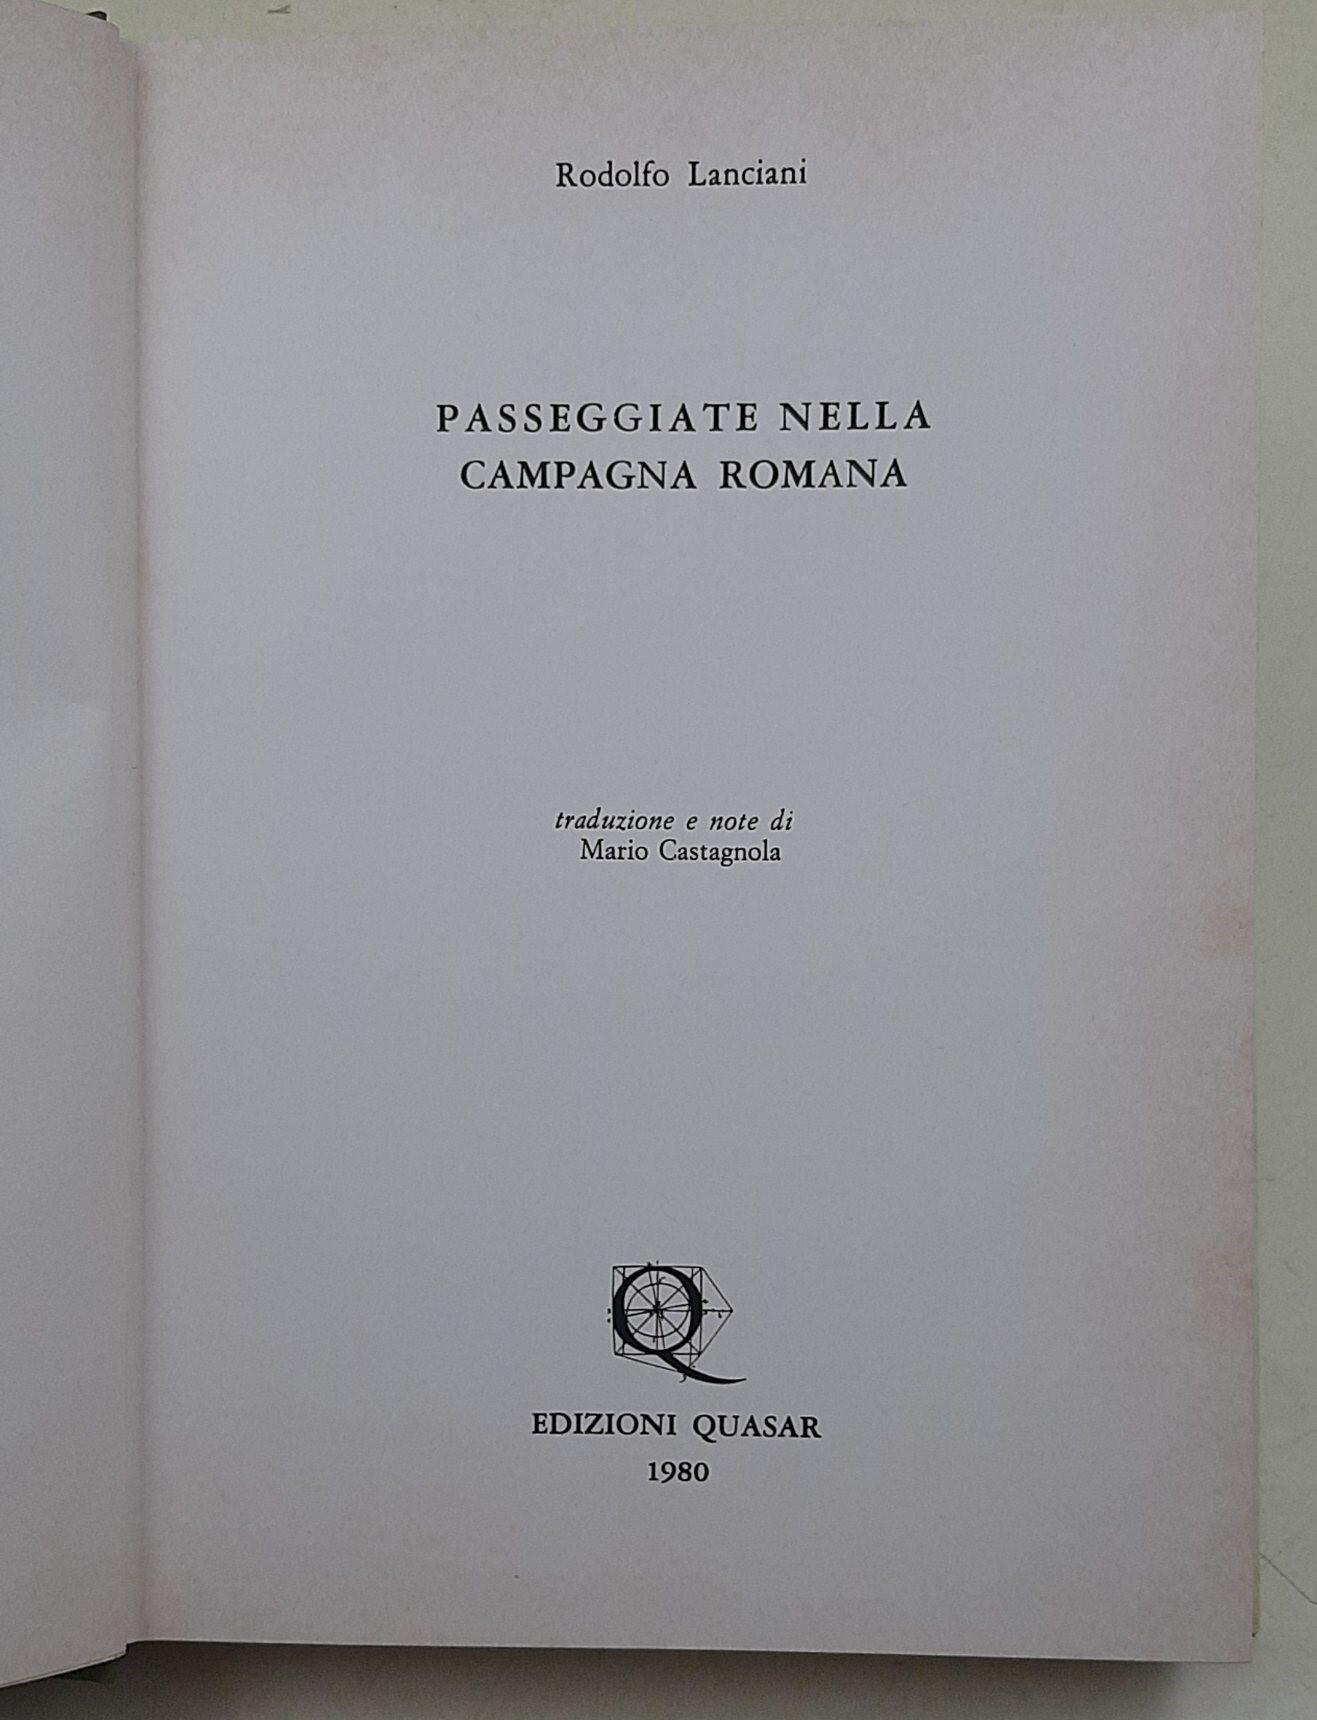 Rodolfo Lanciani
PASSEGGIATE NELLA
CAMPAGNA ROMANA
traduzione e note di
Mario Castagnola
Q
EDIZIONI QUASAR
1980